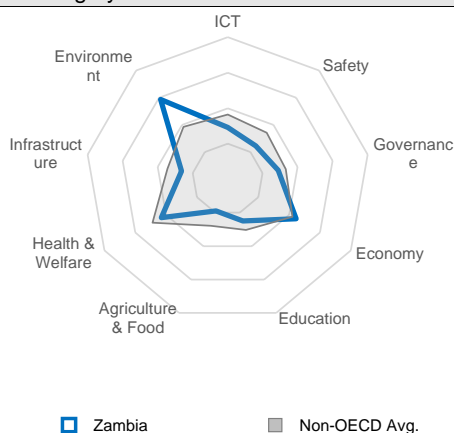 ICT
Environme
nt
Safety
Infrastruct
ure
Governanc
e
Health &
Welfare
Economy
Agriculture
& Food
Education
Zambia
Non-OECD Avg.